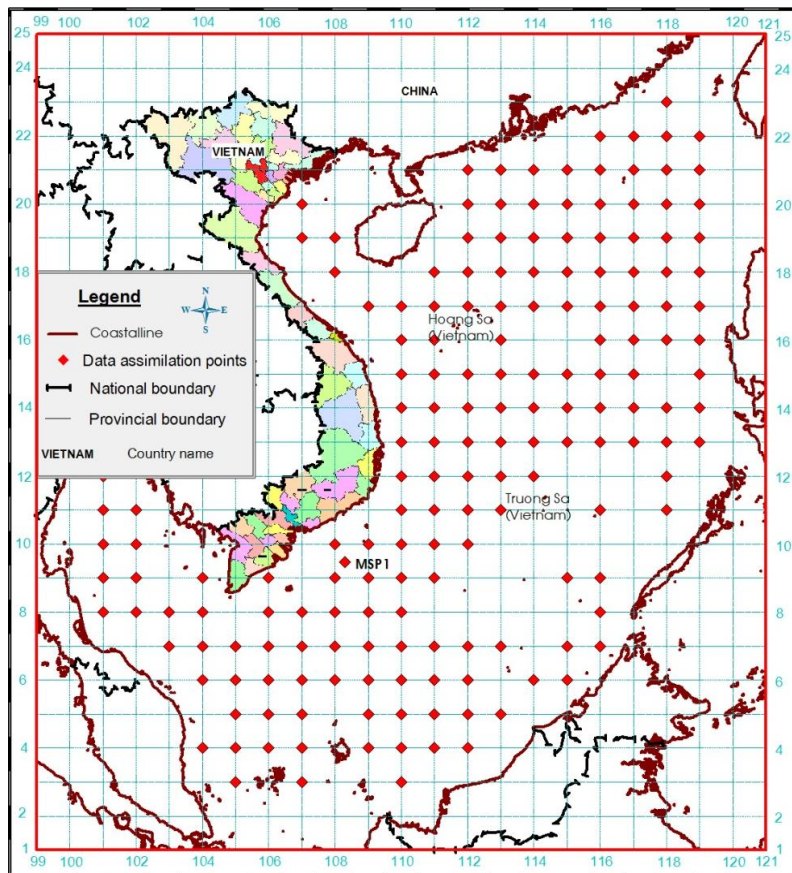 99 100 102 104 106 108 110 112 114 116 118 120 121
25 25
24 24
CHINA
22 22
VIETNAM
20 20
18 18
Legend
N
W E
S
Coastalline
Hoang Sa
(Vietnam)
16 16
Data assimilation points
National boundary
14 14
Provincial boundary
VIETNAM Country name
12 12
Truong Sa
(Vietnam)
10 10
MSP1
8 8
6 6
4 4
2 2
1 1
99 100 102 104 106 108 110 112 114 116 118 120 121